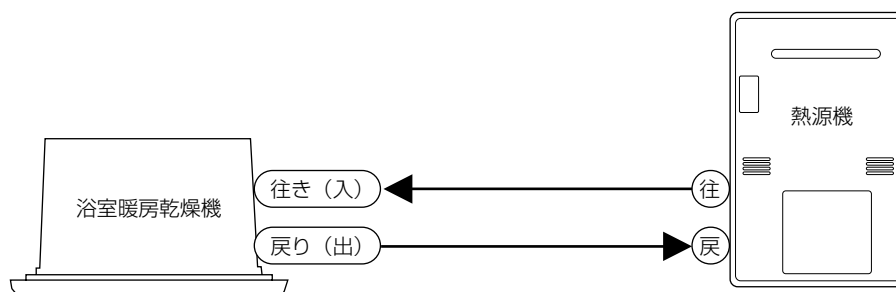 熱源機
往き（入）
往
浴室暖房乾燥機
戻り（出）
戻